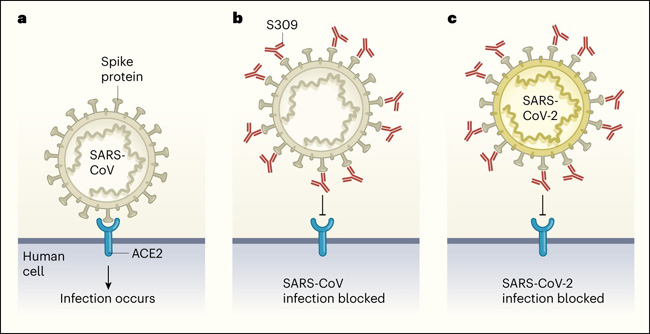 a
Spike
protein
SARS-
CoV
Human
cell
ACE2
Infection occurs
b
S309
SARS-CoV
infection blocked
c
SARS-
CoV-2
SARS-CoV-2
infection blocked